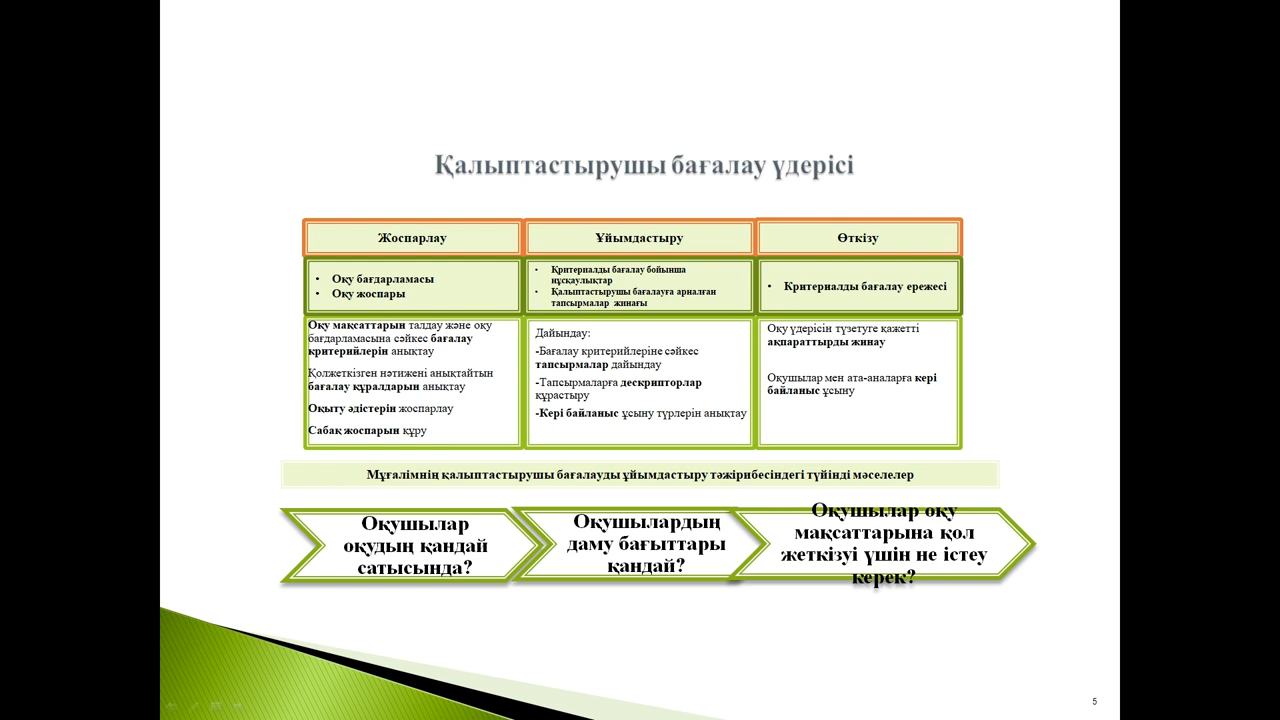 Қалыптастырушы бағалау үдерісі
Жоспарлау
Ұйымдастыру
Өткізу
• Оқу бағдарламасы
• Оқу жоспары
• Критериалды бағалау бойынша
нұсқаулықтар
• Қалыптастырушы бағалауға арналған
тапсырмалар жинағы
• Критериалды бағалау ережесі
Оқу мақсаттарын талдау және оқу
бағдарламасына сәйкес бағалау
критерийлерін анықтау
Қолжеткізген нәтижені анықтайтын
бағалау құралдарын анықтау
Оқыту әдістерін жоспарлау
Сабақ жоспарын құру
Дайындау:
-Бағалау критерийлеріне сәйкес
тапсырмалар дайындау
-Тапсырмаларға дескрипторлар
құрастыру
-Кері байланыс ұсыну түрлерін анықтау
Оқу үдерісін түзетуге қажетті
ақпараттырды жинау
Оқушылар мен ата-аналарға кері
байланыс ұсыну
Мұғалімнің қалыптастырушы бағалауды ұйымдастыру тәжірибесіндегі түйінді мәселелер
Оқушылар
оқудың қандай
сатысында?
Оқушылардың
даму бағыттары
қандай?
Оқушылар оқу
мақсаттарына қол
жеткізуі үшін не істеу
керек?
5